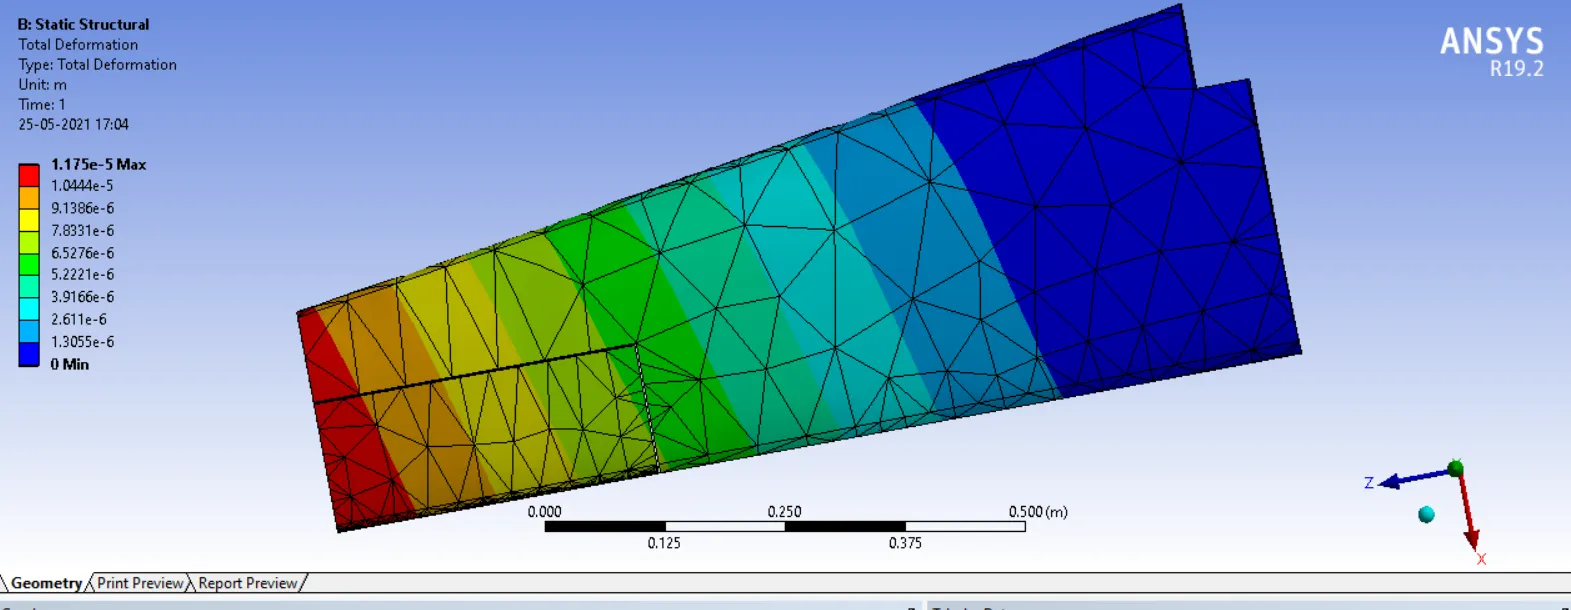 B: Static Structural
Total Deformation
Type: Total Deformation
Unit: m
Time: 1
25-05-2021 17:04
1.175e-5 Max
1.0444e-5
9.1386e-6
7.8331e-6
6.5276e-6
5.2221e-6
3.9166e-6
2.611e-6
1.3055e-6
0 Min
ANSYS
R19.2
0.000 0.250 0.500 (m)
0.125 0.375
Z
X
Geometry Print Preview Report Preview